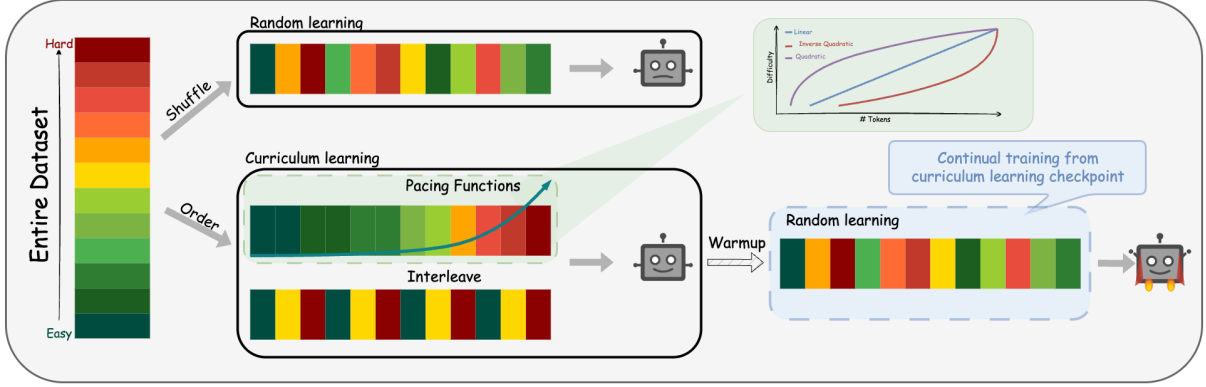 Hard
Entire Dataset
Easy
Shuffle
Order
Random learning
Curriculum learning
Pacing Functions
Interleave
Linear
Inverse Quadratic
Quadratic
Difficulty
# Tokens
Warmup
Continual training from
curriculum learning checkpoint
Random learning